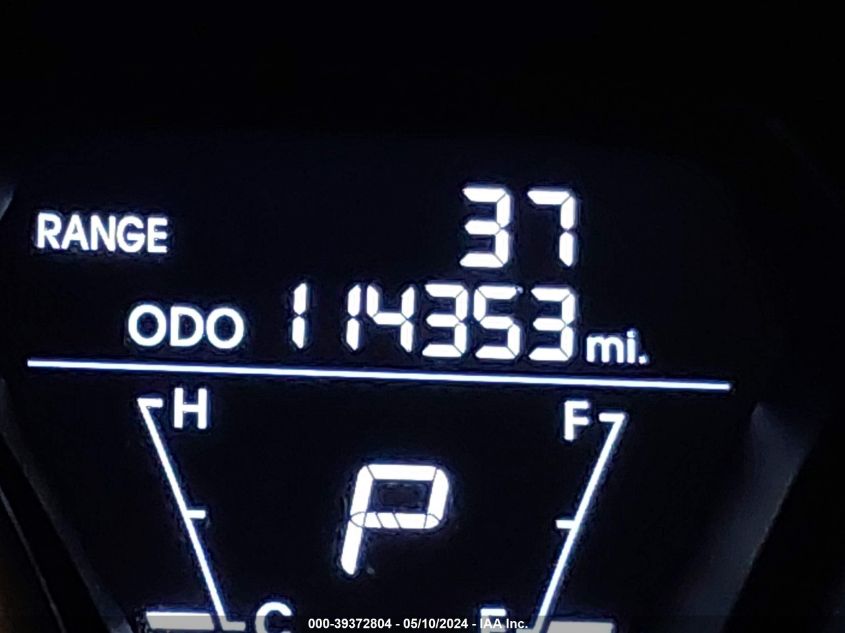 RANGE 37
ODO 114353 mi.
H F
P
C E
000-39372804 - 05/10/2024 - IAA Inc.